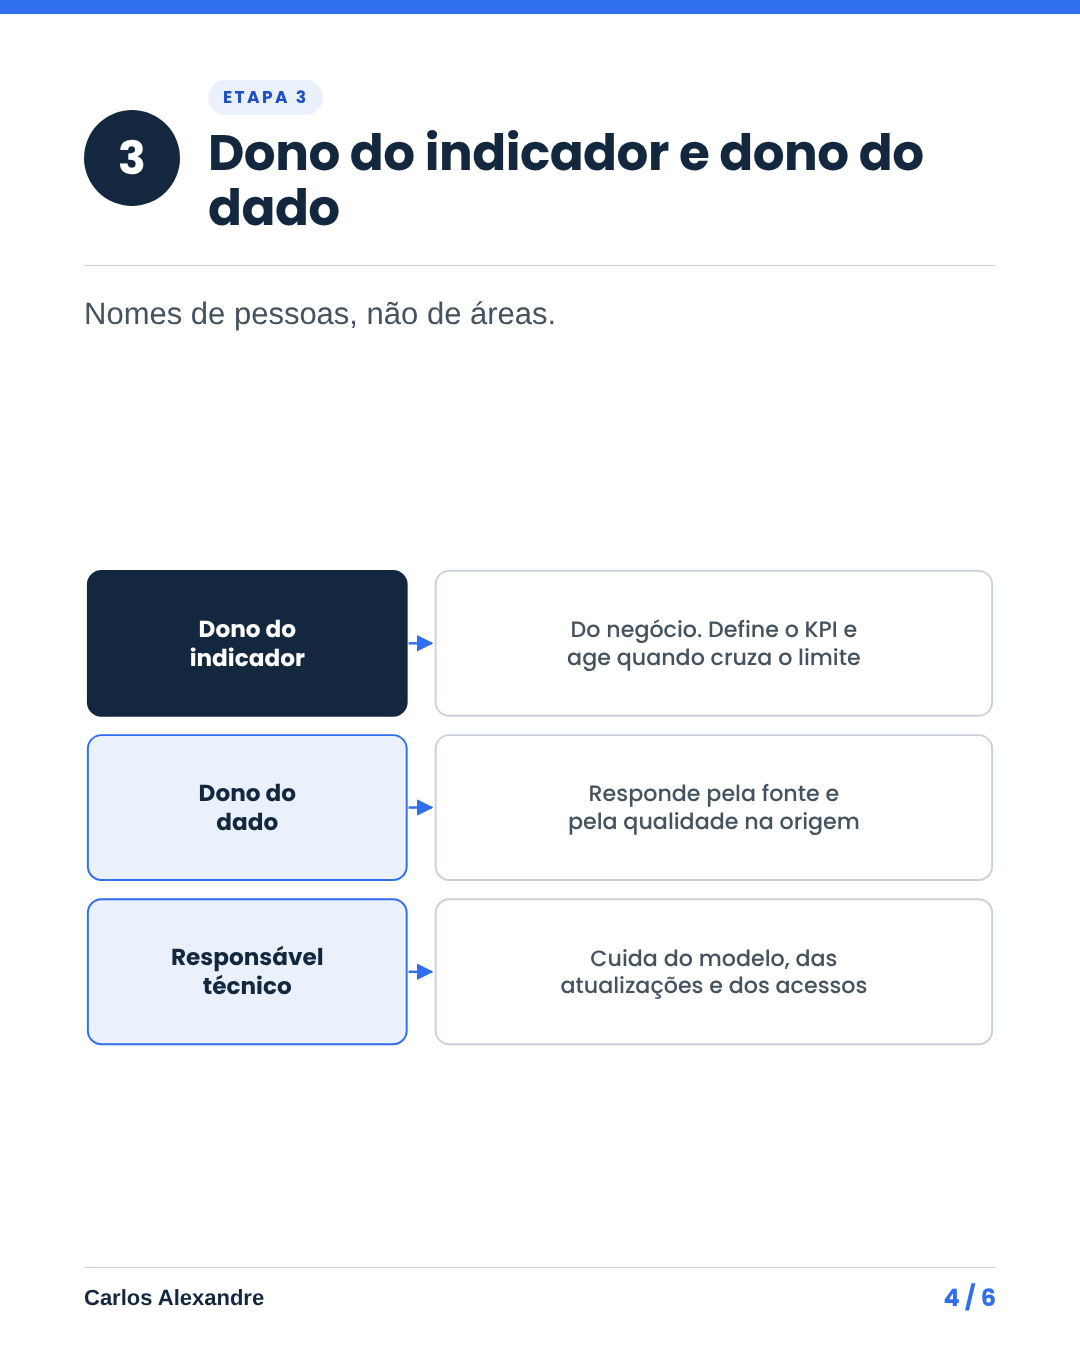 ETAPA 3
3
Dono do indicador e dono do
dado
Nomes de pessoas, não de áreas.
Dono do
indicador
Do negócio. Define o KPI e
age quando cruza o limite
Dono do
dado
Responde pela fonte e
pela qualidade na origem
Responsável
técnico
Cuida do modelo, das
atualizações e dos acessos
Carlos Alexandre
4 / 6